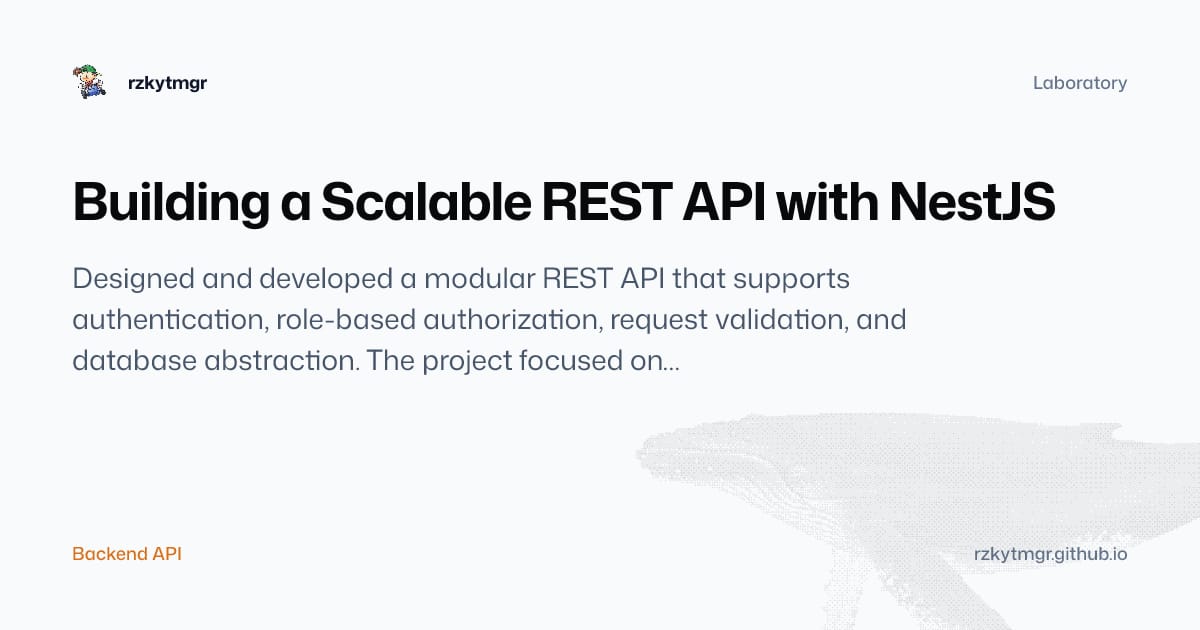 rzkytmgr
Laboratory
Building a Scalable REST API with NestJS
Designed and developed a modular REST API that supports
authentication, role-based authorization, request validation, and
database abstraction. The project focused on...
Backend API
rzkytmgr.github.io